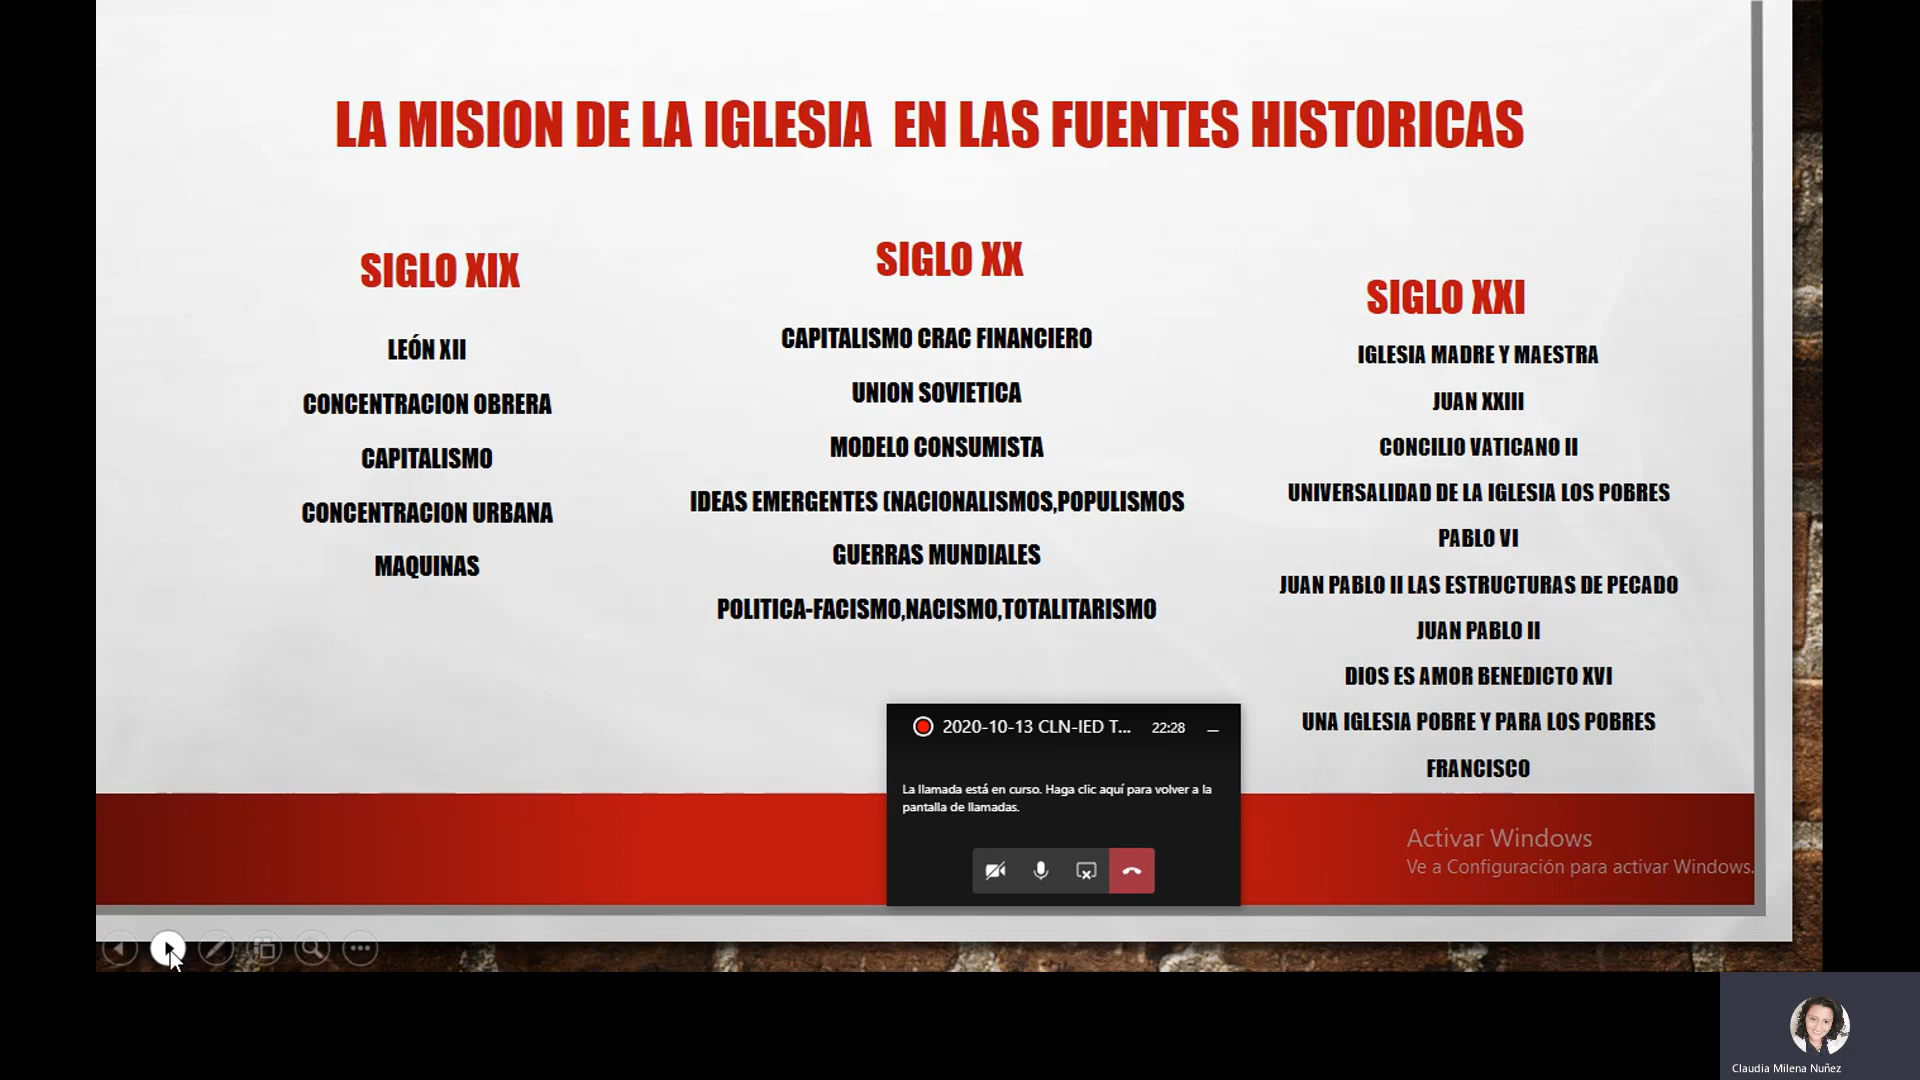 LA MISION DE LA IGLESIA EN LAS FUENTES HISTORICAS
SIGLO XIX
LEÓN XII
CONCENTRACION OBRERA
CAPITALISMO
CONCENTRACION URBANA
MAQUINAS
SIGLO XX
CAPITALISMO CRAC FINANCIERO
UNION SOVIETICA
MODELO CONSUMISTA
IDEAS EMERGENTES (NACIONALISMOS,POPULISMOS
GUERRAS MUNDIALES
POLITICA-FACISMO,NACISMO,TOTALITARISMO
SIGLO XXI
IGLESIA MADRE Y MAESTRA
JUAN XXIII
CONCILIO VATICANO II
UNIVERSALIDAD DE LA IGLESIA LOS POBRES
PABLO VI
JUAN PABLO II LAS ESTRUCTURAS DE PECADO
JUAN PABLO II
DIOS ES AMOR BENEDICTO XVI
UNA IGLESIA POBRE Y PARA LOS POBRES
FRANCISCO
2020-10-13 CLN-IED T... 22:28
La llamada está en curso. Haga clic aquí para volver a la
pantalla de llamadas.
Activar Windows
Ve a Configuración para activar Windows.
Claudia Milena Nuñez